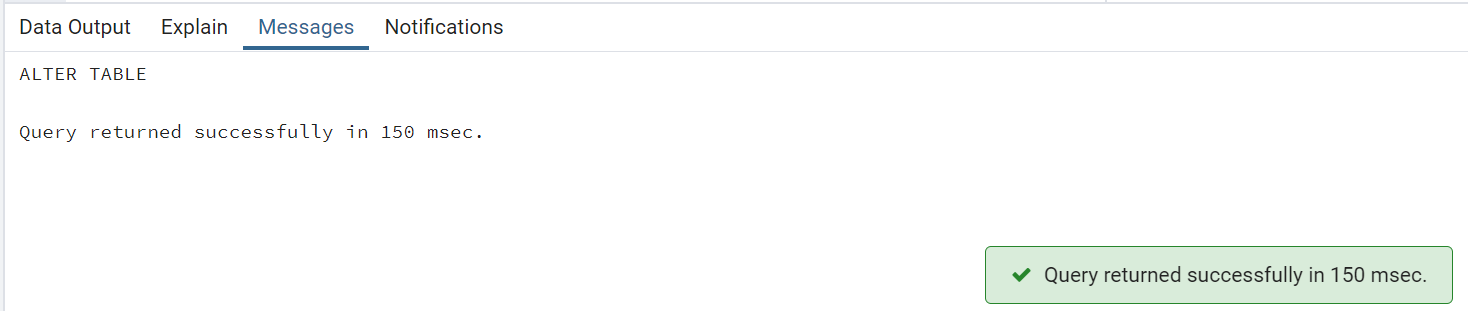 Data Output Explain Messages Notifications
ALTER TABLE
Query returned successfully in 150 msec.
Query returned successfully in 150 msec.